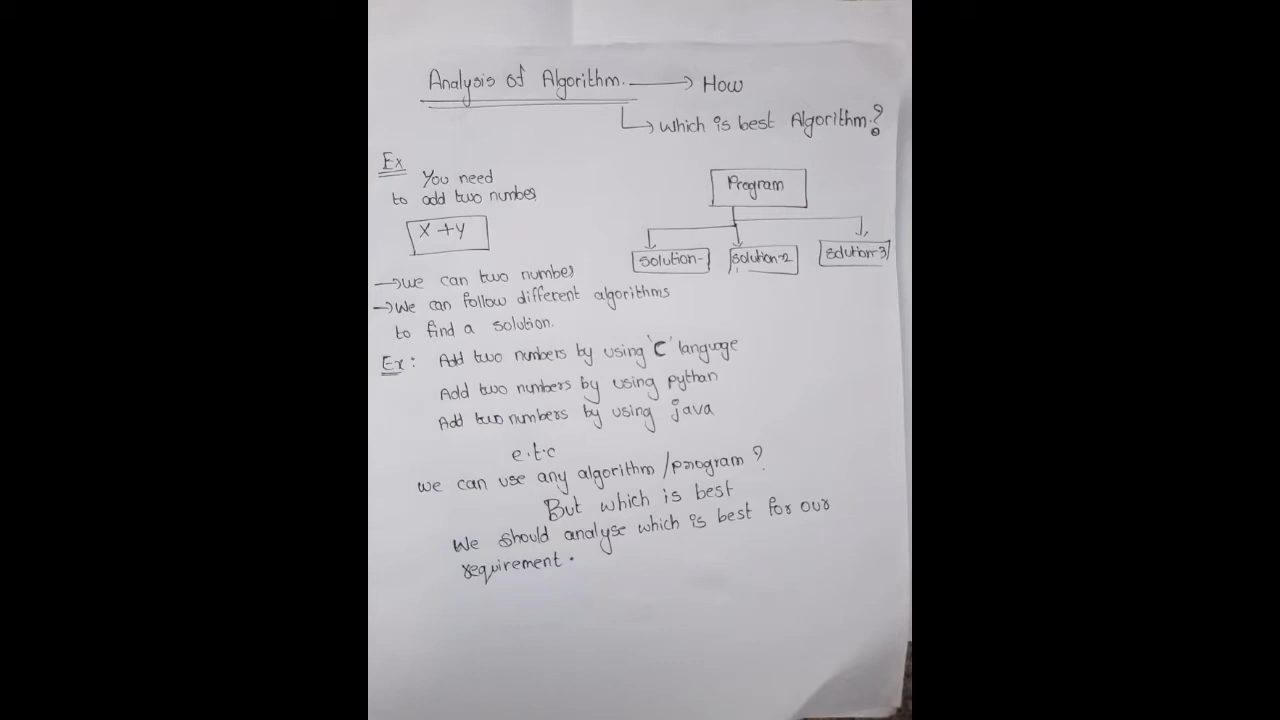 Analysis of Algorithm. → How
→ which is best Algorithm.?
Ex
You need
to add two number
X + Y
Program
Solution-
Solution-2
Solution-3
→ we can two number
→ We can follow different algorithms
to find a solution.
Ex : Add two numbers by using 'C' language
Add two numbers by using python
Add two numbers by using java
e.t.c
we can use any algorithm/program ?
But which is best
We should analyse which is best for our
requirement.